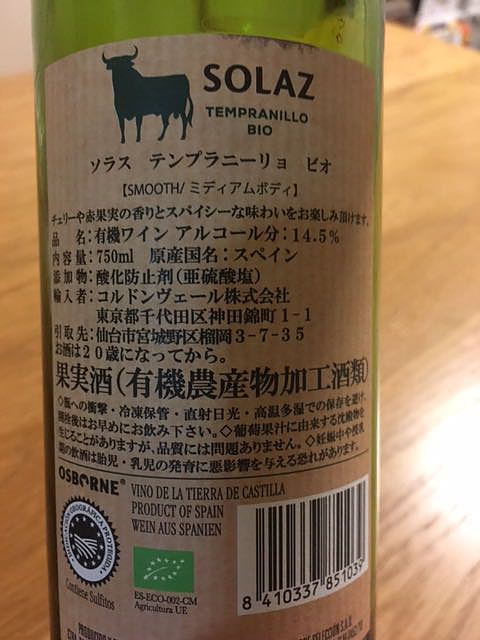 SOLAZ
TEMPRANILLO
BIO
ソラス テンプラニーリョ ビオ
【SMOOTH/ミディアムボディ】
チェリーや赤果実の香りとスパイシーな味わいをお楽しみ頂けます。
品 名:有機ワイン アルコール分:14.5%
内容量:750ml 原産国名:スペイン
添加物:酸化防止剤(亜硫酸塩)
輸入者:コルドンヴェール株式会社
東京都千代田区神田錦町1-1
引取先:仙台市宮城野区榴岡3-7-35
お酒は20歳になってから。
果実酒(有機農産物加工酒類)
◇瓶への衝撃・冷凍保管・直射日光・高温多湿での保存を避け、
開栓後はお早めにお飲み下さい。◇葡萄果汁に由来する沈殿物を
生じることがありますが、品質には問題ありません。◇妊娠中や授乳
期の飲酒は胎児・乳児の発育に悪影響を与える恐れがあります。
OSBORNE®
VINO DE LA TIERRA DE CASTILLA
PRODUCT OF SPAIN
WEIN AUS SPANIEN
GEOGRÁFICA PROTEGIDA
Contiene Sulfitos
ES-ECO-002-CM
Agricultura UE
8 410337 851039
SELECCIÓN S.A.U.